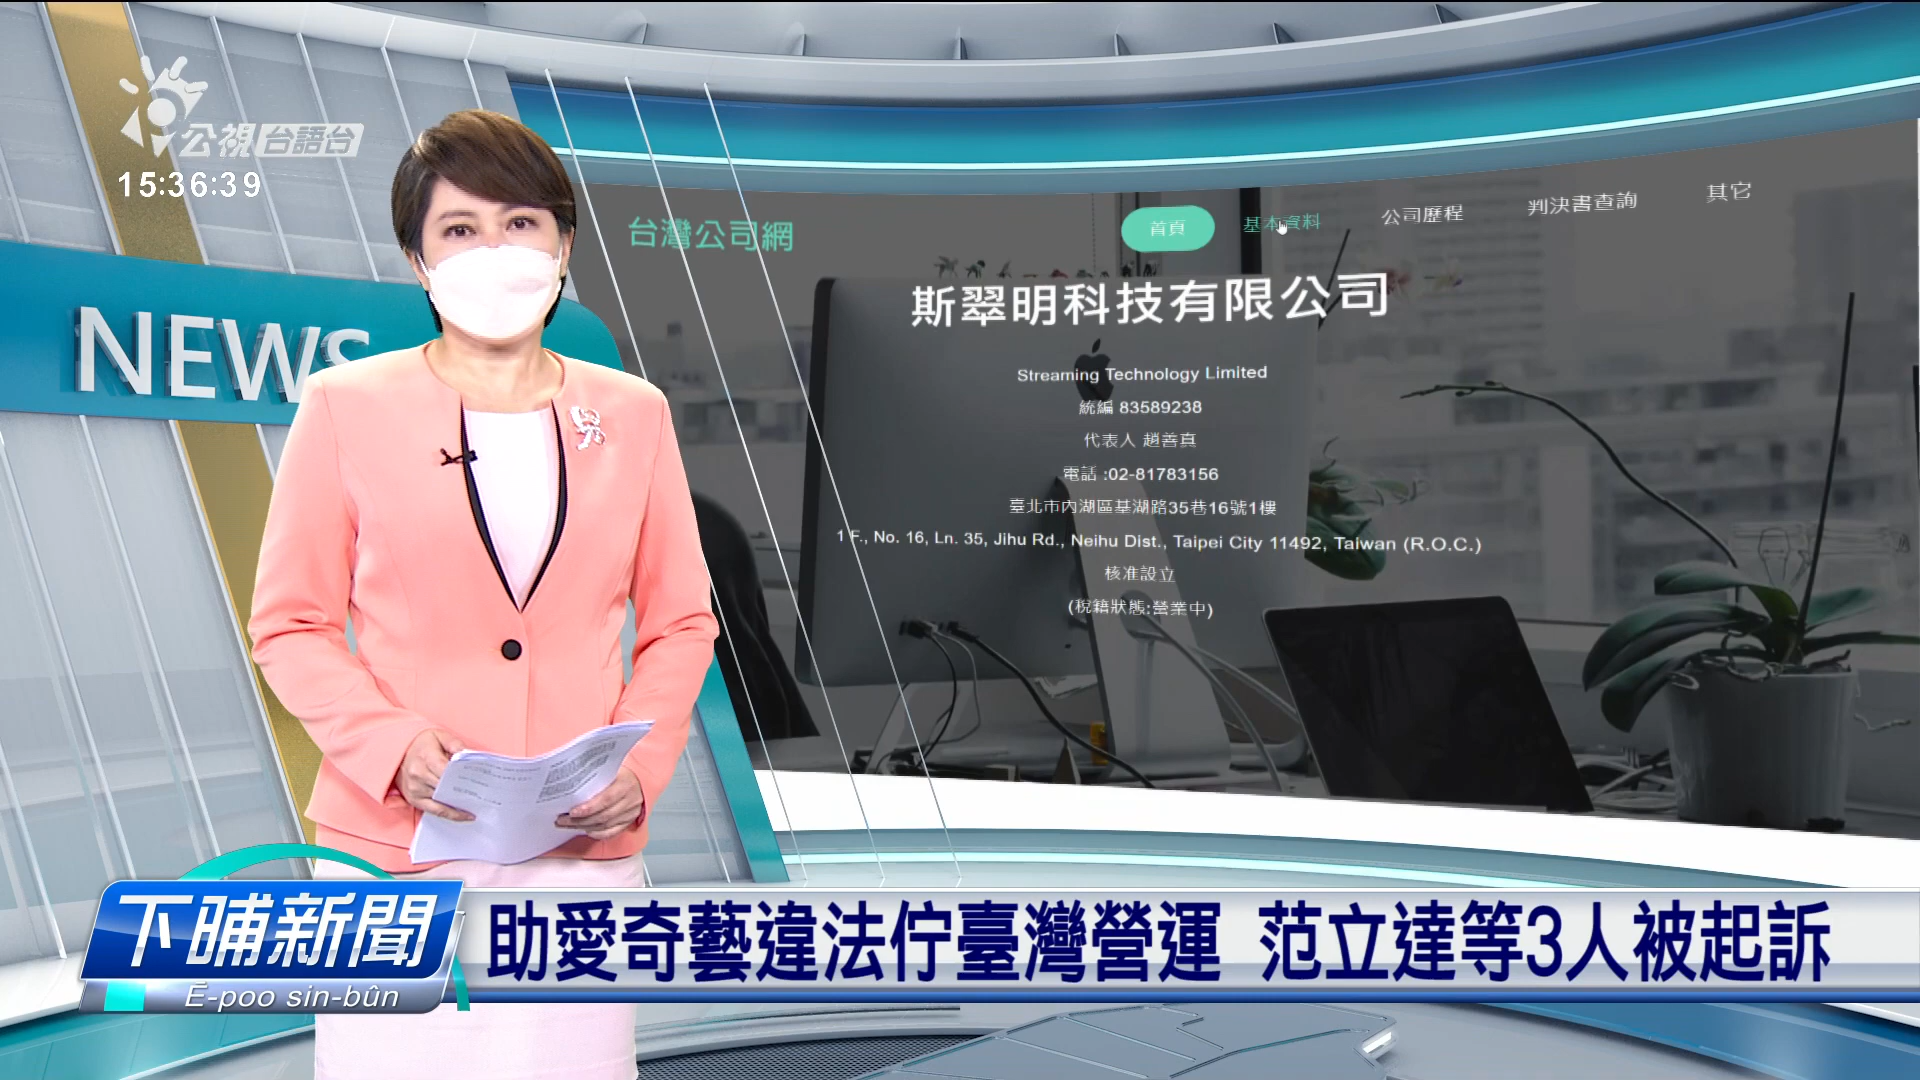 公視 台語台
15:36:39
NEWS
台灣公司網
首頁 基本資料 公司歷程 判決書查詢 其它
斯翠明科技有限公司
Streaming Technology Limited
統編 83589238
代表人 趙善真
電話 :02-81783156
臺北市內湖區基湖路35巷16號1樓
1 F., No. 16, Ln. 35, Jihu Rd., Neihu Dist., Taipei City 11492, Taiwan (R.O.C.)
核准設立
(稅籍狀態:營業中)
下晡新聞
Ē-poo sin-bûn
助愛奇藝違法佇臺灣營運 范立達等3人被起訴